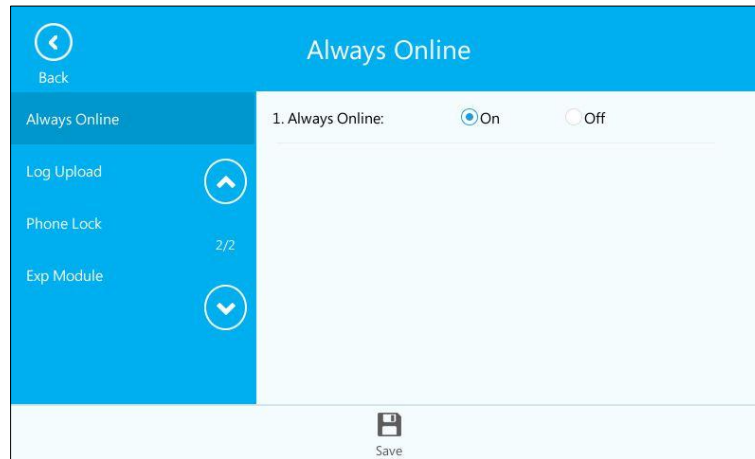 Always Online
Back
Always Online
1. Always Online: On Off
Log Upload
Phone Lock
2/2
Exp Module
Save